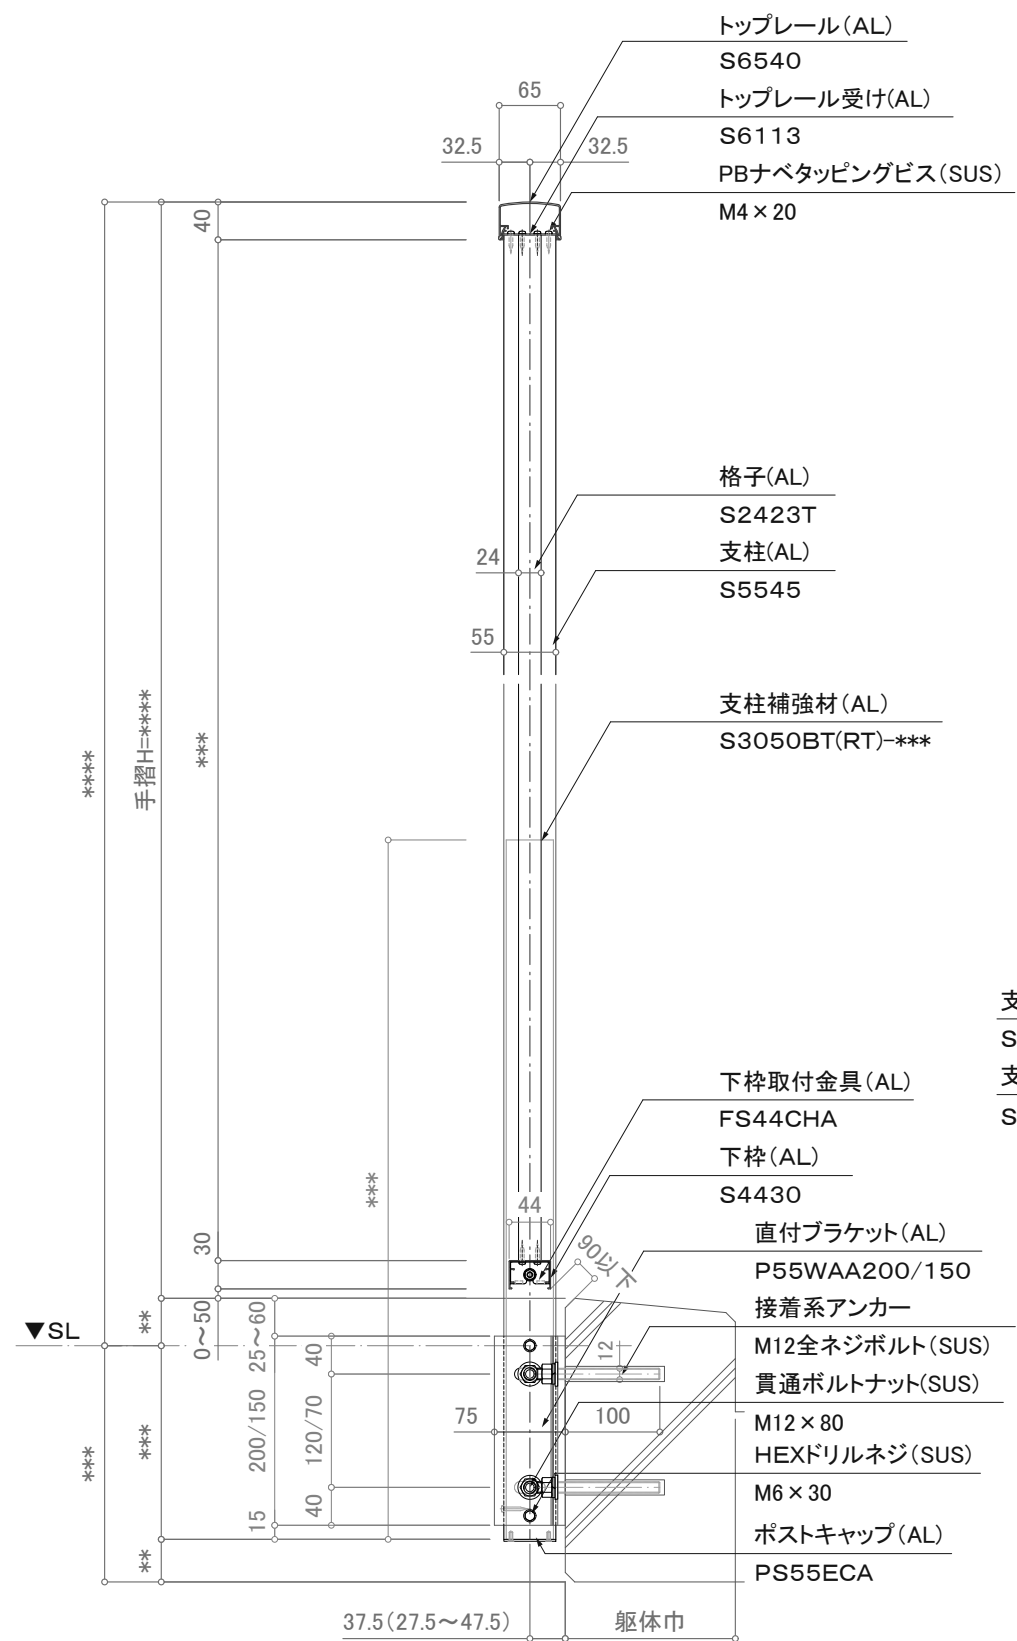 トップレール(AL)
S6540
トップレール受け(AL)
S6113
PBナベタッピングビス(SUS)
M4×20
65
32.5
32.5
40
格子(AL)
S2423T
支柱(AL)
S5545
24
55
支柱補強材(AL)
S3050BT(RT)-***
****
手摺H=****
***
***
支
S
支
S
下枠取付金具(AL)
FS44CHA
下枠(AL)
S4430
44
30
90以下
直付ブラケット(AL)
P55WAA200/150
接着系アンカー
M12全ネジボルト(SUS)
貫通ボルトナット(SUS)
M12×80
HEXドリルネジ(SUS)
M6×30
ポストキャップ(AL)
PS55ECA
▼SL
**
0~50
25~60
40
12
75
100
***
***
200/150
120/70
15
40
**
37.5(27.5~47.5)
躯体巾